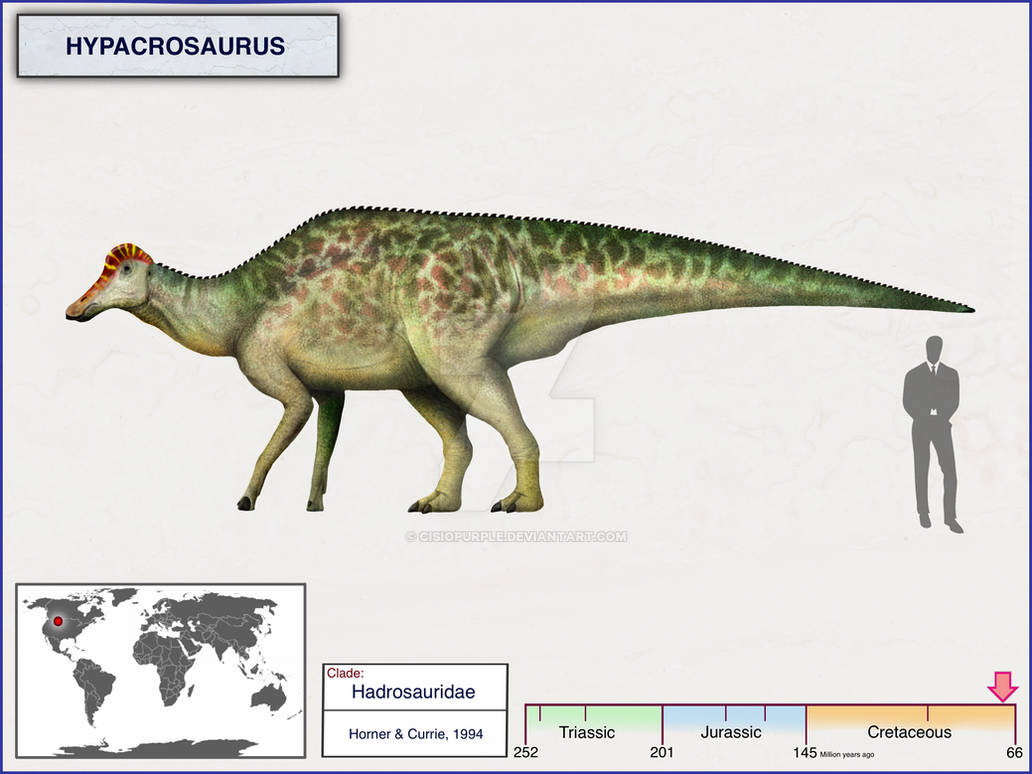 HYPACROSAURUS
© CISIOPURPLE.DEVIANTART.COM
Clade:
Hadrosauridae
Horner & Currie, 1994
Triassic Jurassic Cretaceous
252 201 145 Million years ago 66